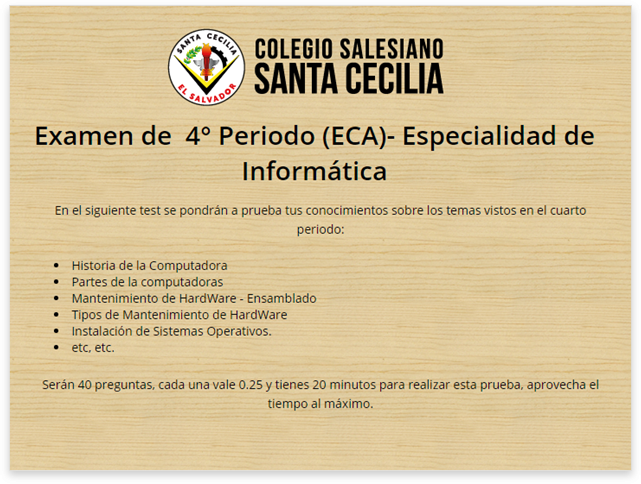 SANTA CECILIA
EL SALVADOR
COLEGIO SALESIANO
SANTA CECILIA
Examen de  4° Periodo (ECA)- Especialidad de
Informática
En el siguiente test se pondrán a prueba tus conocimientos sobre los temas vistos en el cuarto
periodo:
• Historia de la Computadora
• Partes de la computadoras
• Mantenimiento de HardWare - Ensamblado
• Tipos de Mantenimiento de HardWare
• Instalación de Sistemas Operativos.
• etc, etc.
Serán 40 preguntas, cada una vale 0.25 y tienes 20 minutos para realizar esta prueba, aprovecha el
tiempo al máximo.